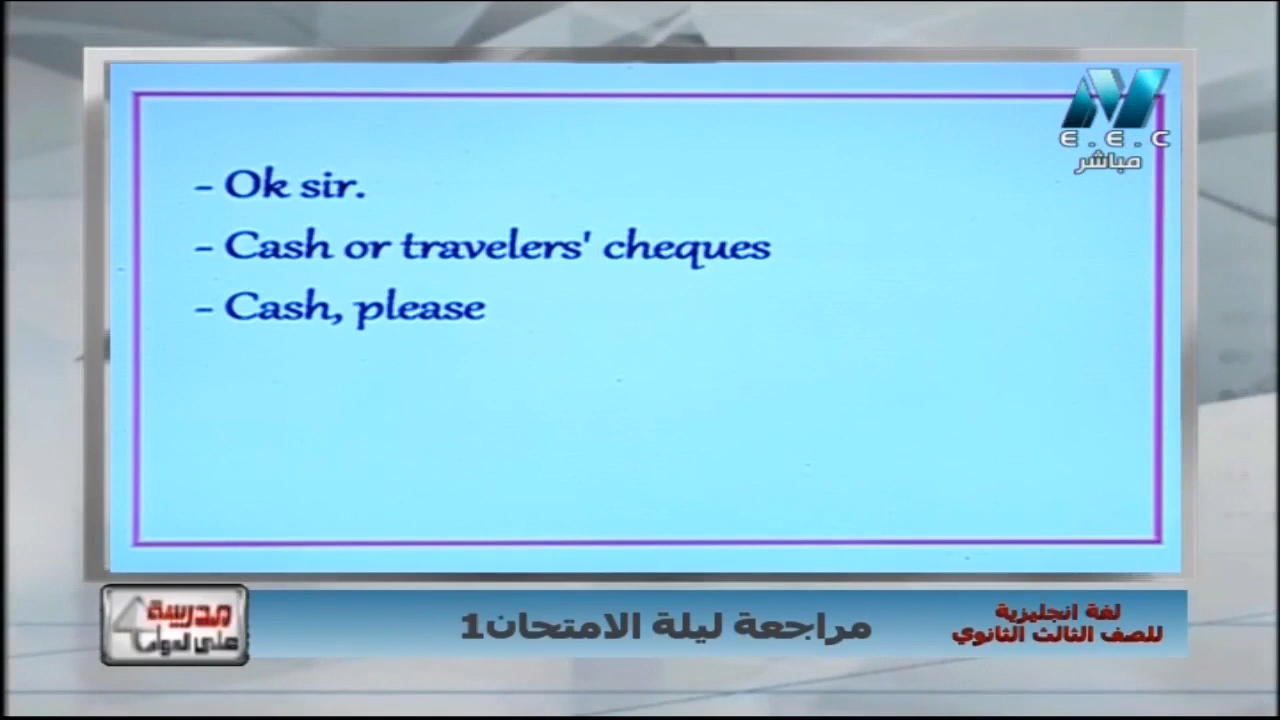 E.E.C
مباشر
- Ok sir.
- Cash or travelers' cheques
- Cash, please
مدرسة
على الهواء
مراجعة ليلة الامتحان1
لغة انجليزية
للصف الثالث الثانوي